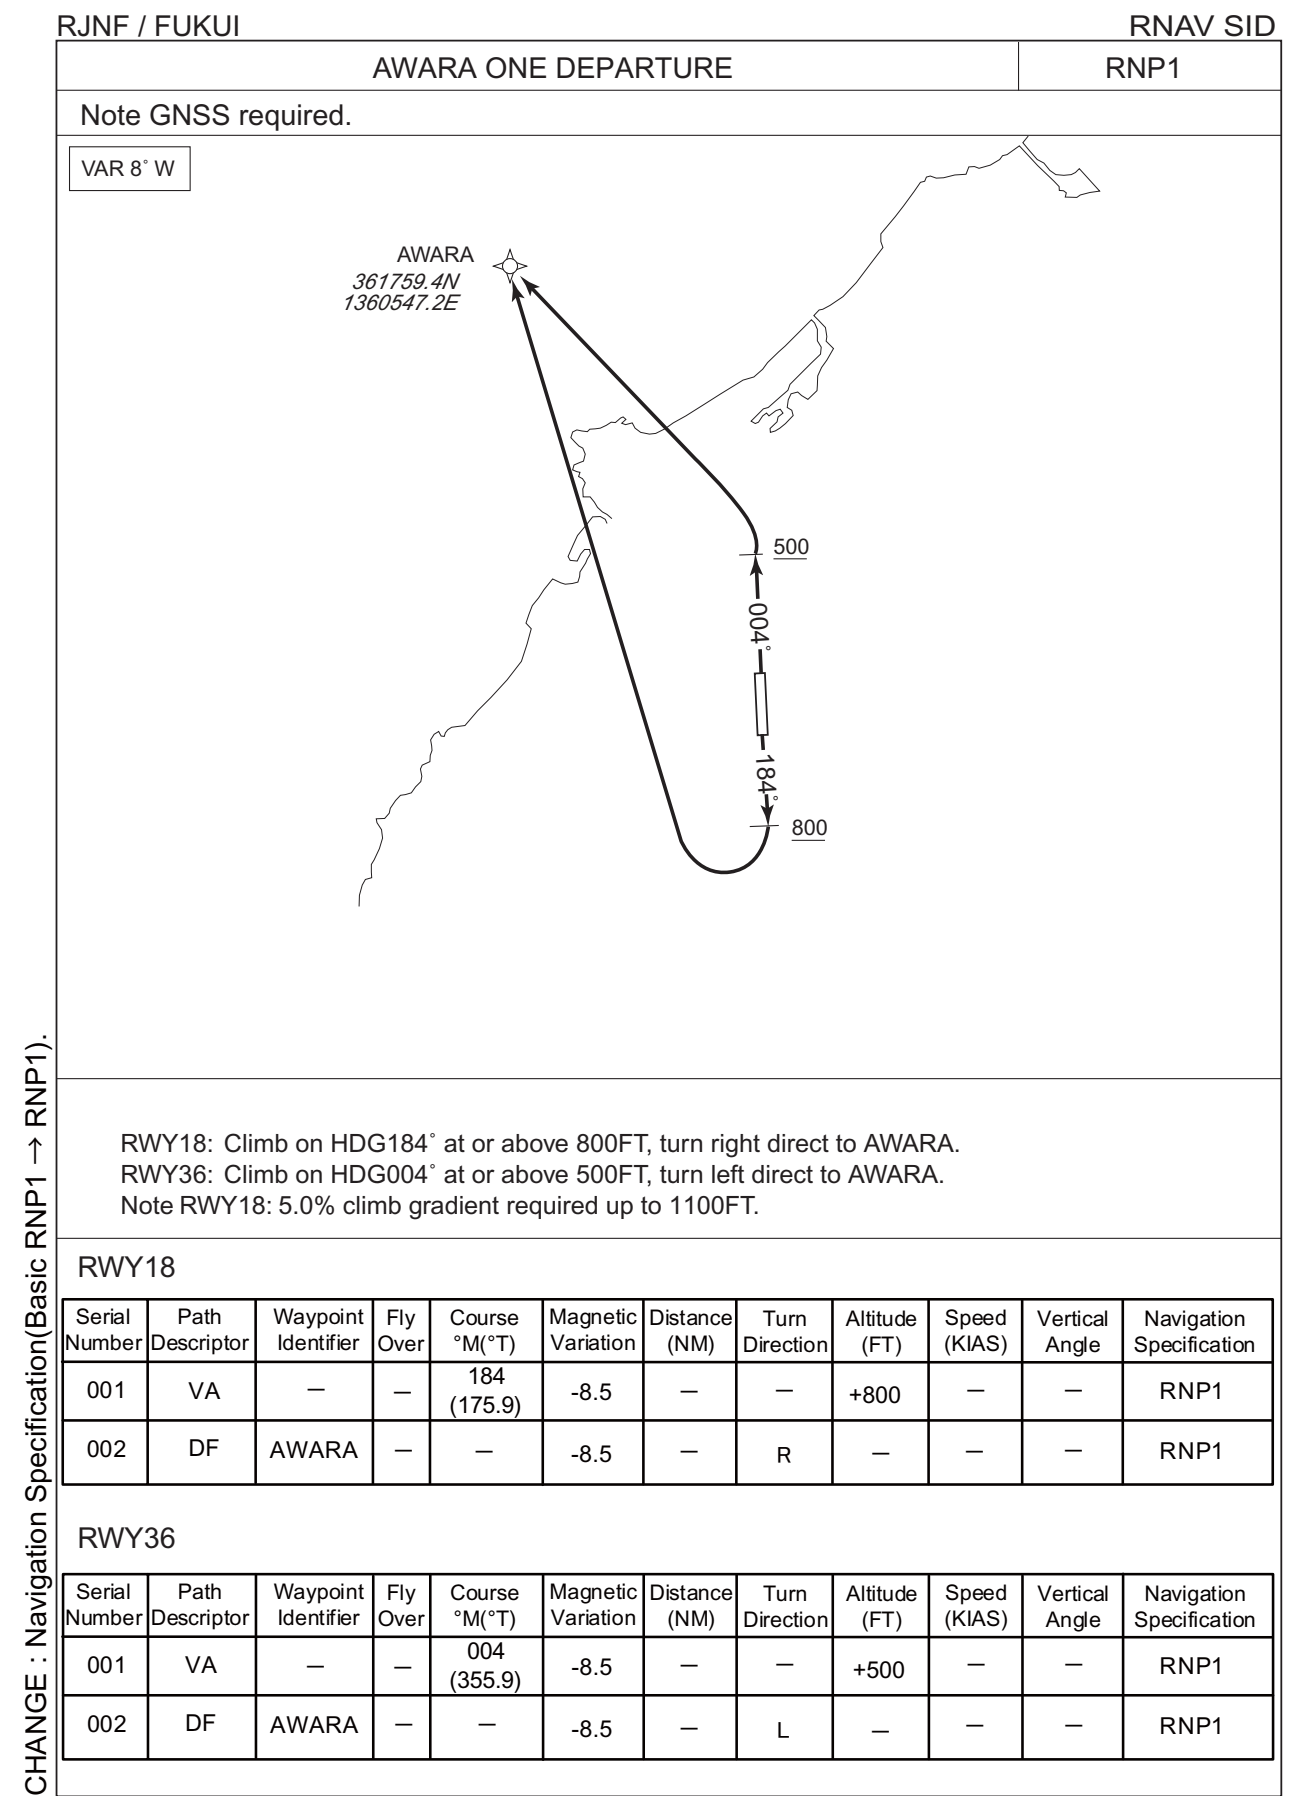 RJNF / FUKUI
RNAV SID
AWARA ONE DEPARTURE
RNP1
Note GNSS required.
VAR 8° W
AWARA
361759.4N
1360547.2E
500
004°
184°
800
RWY18: Climb on HDG184° at or above 800FT, turn right direct to AWARA.
RWY36: Climb on HDG004° at or above 500FT, turn left direct to AWARA.
Note RWY18: 5.0% climb gradient required up to 1100FT.
RWY18
Serial Number Path Descriptor Waypoint Identifier Fly Over Course °M(°T) Magnetic Variation Distance (NM) Turn Direction Altitude (FT) Speed (KIAS) Vertical Angle Navigation Specification
001 VA — — 184 (175.9) -8.5 — — +800 — — RNP1
002 DF AWARA — — -8.5 — R — — — RNP1
RWY36
Serial Number Path Descriptor Waypoint Identifier Fly Over Course °M(°T) Magnetic Variation Distance (NM) Turn Direction Altitude (FT) Speed (KIAS) Vertical Angle Navigation Specification
001 VA — — 004 (355.9) -8.5 — — +500 — — RNP1
002 DF AWARA — — -8.5 — L — — — RNP1
CHANGE : Navigation Specification(Basic RNP1 → RNP1).